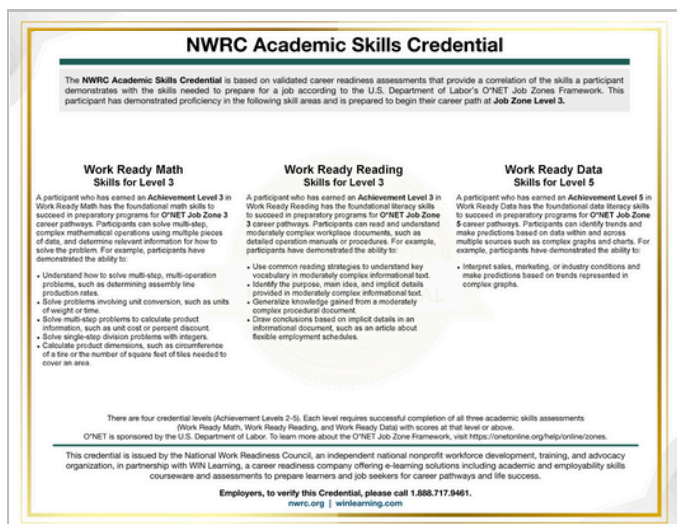 NWRC Academic Skills Credential
The NWRC Academic Skills Credential is based on validated career readiness assessments that provide a correlation of the skills a participant
demonstrates with the skills needed to prepare for a job according to the U.S. Department of Labor's O*NET Job Zones Framework. This
participant has demonstrated proficiency in the following skill areas and is prepared to begin their career path at Job Zone Level 3.
Work Ready Math
Skills for Level 3
A participant who has earned an Achievement Level 3 in
Work Ready Math has the foundational math skills to
succeed in preparatory programs for O*NET Job Zone 3
career pathways. Participants can solve multi-step,
complex mathematical operations using multiple pieces
of data, and determine relevant information for how to
solve the problem. For example, participants have
demonstrated the ability to:
• Understand how to solve multi-step, multi-operation
problems, such as determining assembly line
production rates.
• Solve problems involving unit conversion, such as units
of weight or time.
• Solve multi-step problems to calculate product
information, such as unit cost or percent discount.
• Solve single-step division problems with integers.
• Calculate product dimensions, such as circumference
of a tire or the number of square feet of tiles needed to
cover an area.
Work Ready Reading
Skills for Level 3
A participant who has earned an Achievement Level 3 in
Work Ready Reading has the foundational literacy skills
to succeed in preparatory programs for O*NET Job Zone
3 career pathways. Participants can read and understand
moderately complex workplace documents, such as
detailed operation manuals or procedures. For example,
participants have demonstrated the ability to:
• Use common reading strategies to understand key
vocabulary in moderately complex informational text.
• Identify the purpose, main idea, and implicit details
provided in moderately complex informational text.
• Generalize knowledge gained from a moderately
complex procedural document.
• Draw conclusions based on implicit details in an
informational document, such as an article about
flexible employment schedules.
Work Ready Data
Skills for Level 5
A participant who has earned an Achievement Level 5 in
Work Ready Data has the foundational data literacy skills
to succeed in preparatory programs for O*NET Job Zone
5 career pathways. Participants can identify trends and
make predictions based on data within and across
multiple sources such as complex graphs and charts. For
example, participants have demonstrated the ability to:
• Interpret sales, marketing, or industry conditions and
make predictions based on trends represented in
complex graphs.
There are four credential levels (Achievement Levels 2-5). Each level requires successful completion of all three academic skills assessments
(Work Ready Math, Work Ready Reading, and Work Ready Data) with scores at that level or above.
O*NET is sponsored by the U.S. Department of Labor. To learn more about the O*NET Job Zone Framework, visit https://onetonline.org/help/online/zones.
This credential is issued by the National Work Readiness Council, an independent national nonprofit workforce development, training, and advocacy
organization, in partnership with WIN Learning, a career readiness company offering e-learning solutions including academic and employability skills
courseware and assessments to prepare learners and job seekers for career pathways and life success.
Employers, to verify this Credential, please call 1.888.717.9461.
nwrc.org | winlearning.com